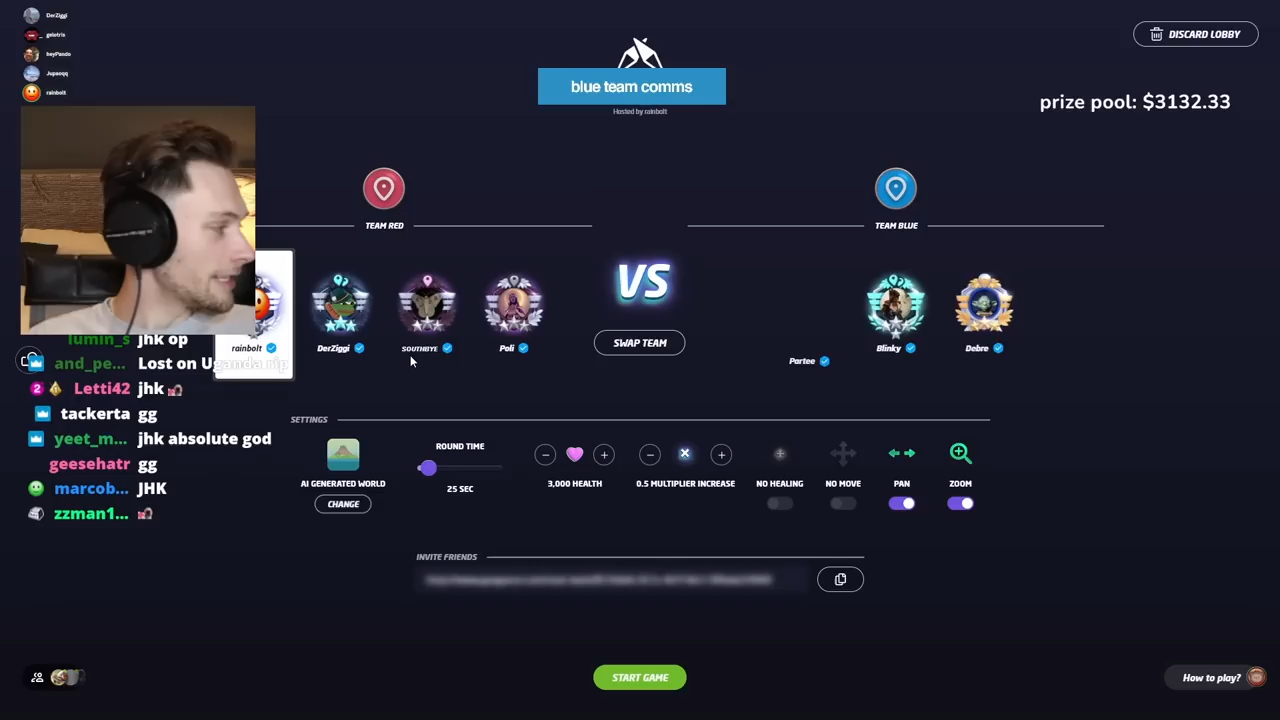 DerZiggi
gelotris
heyPando
Jupaoqq
rainbolt
DISCARD LOBBY
blue team comms
Hosted by rainbolt
prize pool: $3132.33
TEAM RED
TEAM BLUE
VS
SWAP TEAM
rainbolt
DerZiggi
SOUTHBYE
Poli
Partee
Blinky
Debre
lumin_s jhk op
and_pe... Lost on Uganda rip
2 Letti42 jhk
tackerta gg
yeet_m... jhk absolute god
geesehatr gg
marcob... JHK
zzman1...
SETTINGS
AI GENERATED WORLD
CHANGE
ROUND TIME
25 SEC
3,000 HEALTH
0.5 MULTIPLIER INCREASE
NO HEALING
NO MOVE
PAN
ZOOM
INVITE FRIENDS
START GAME
How to play?